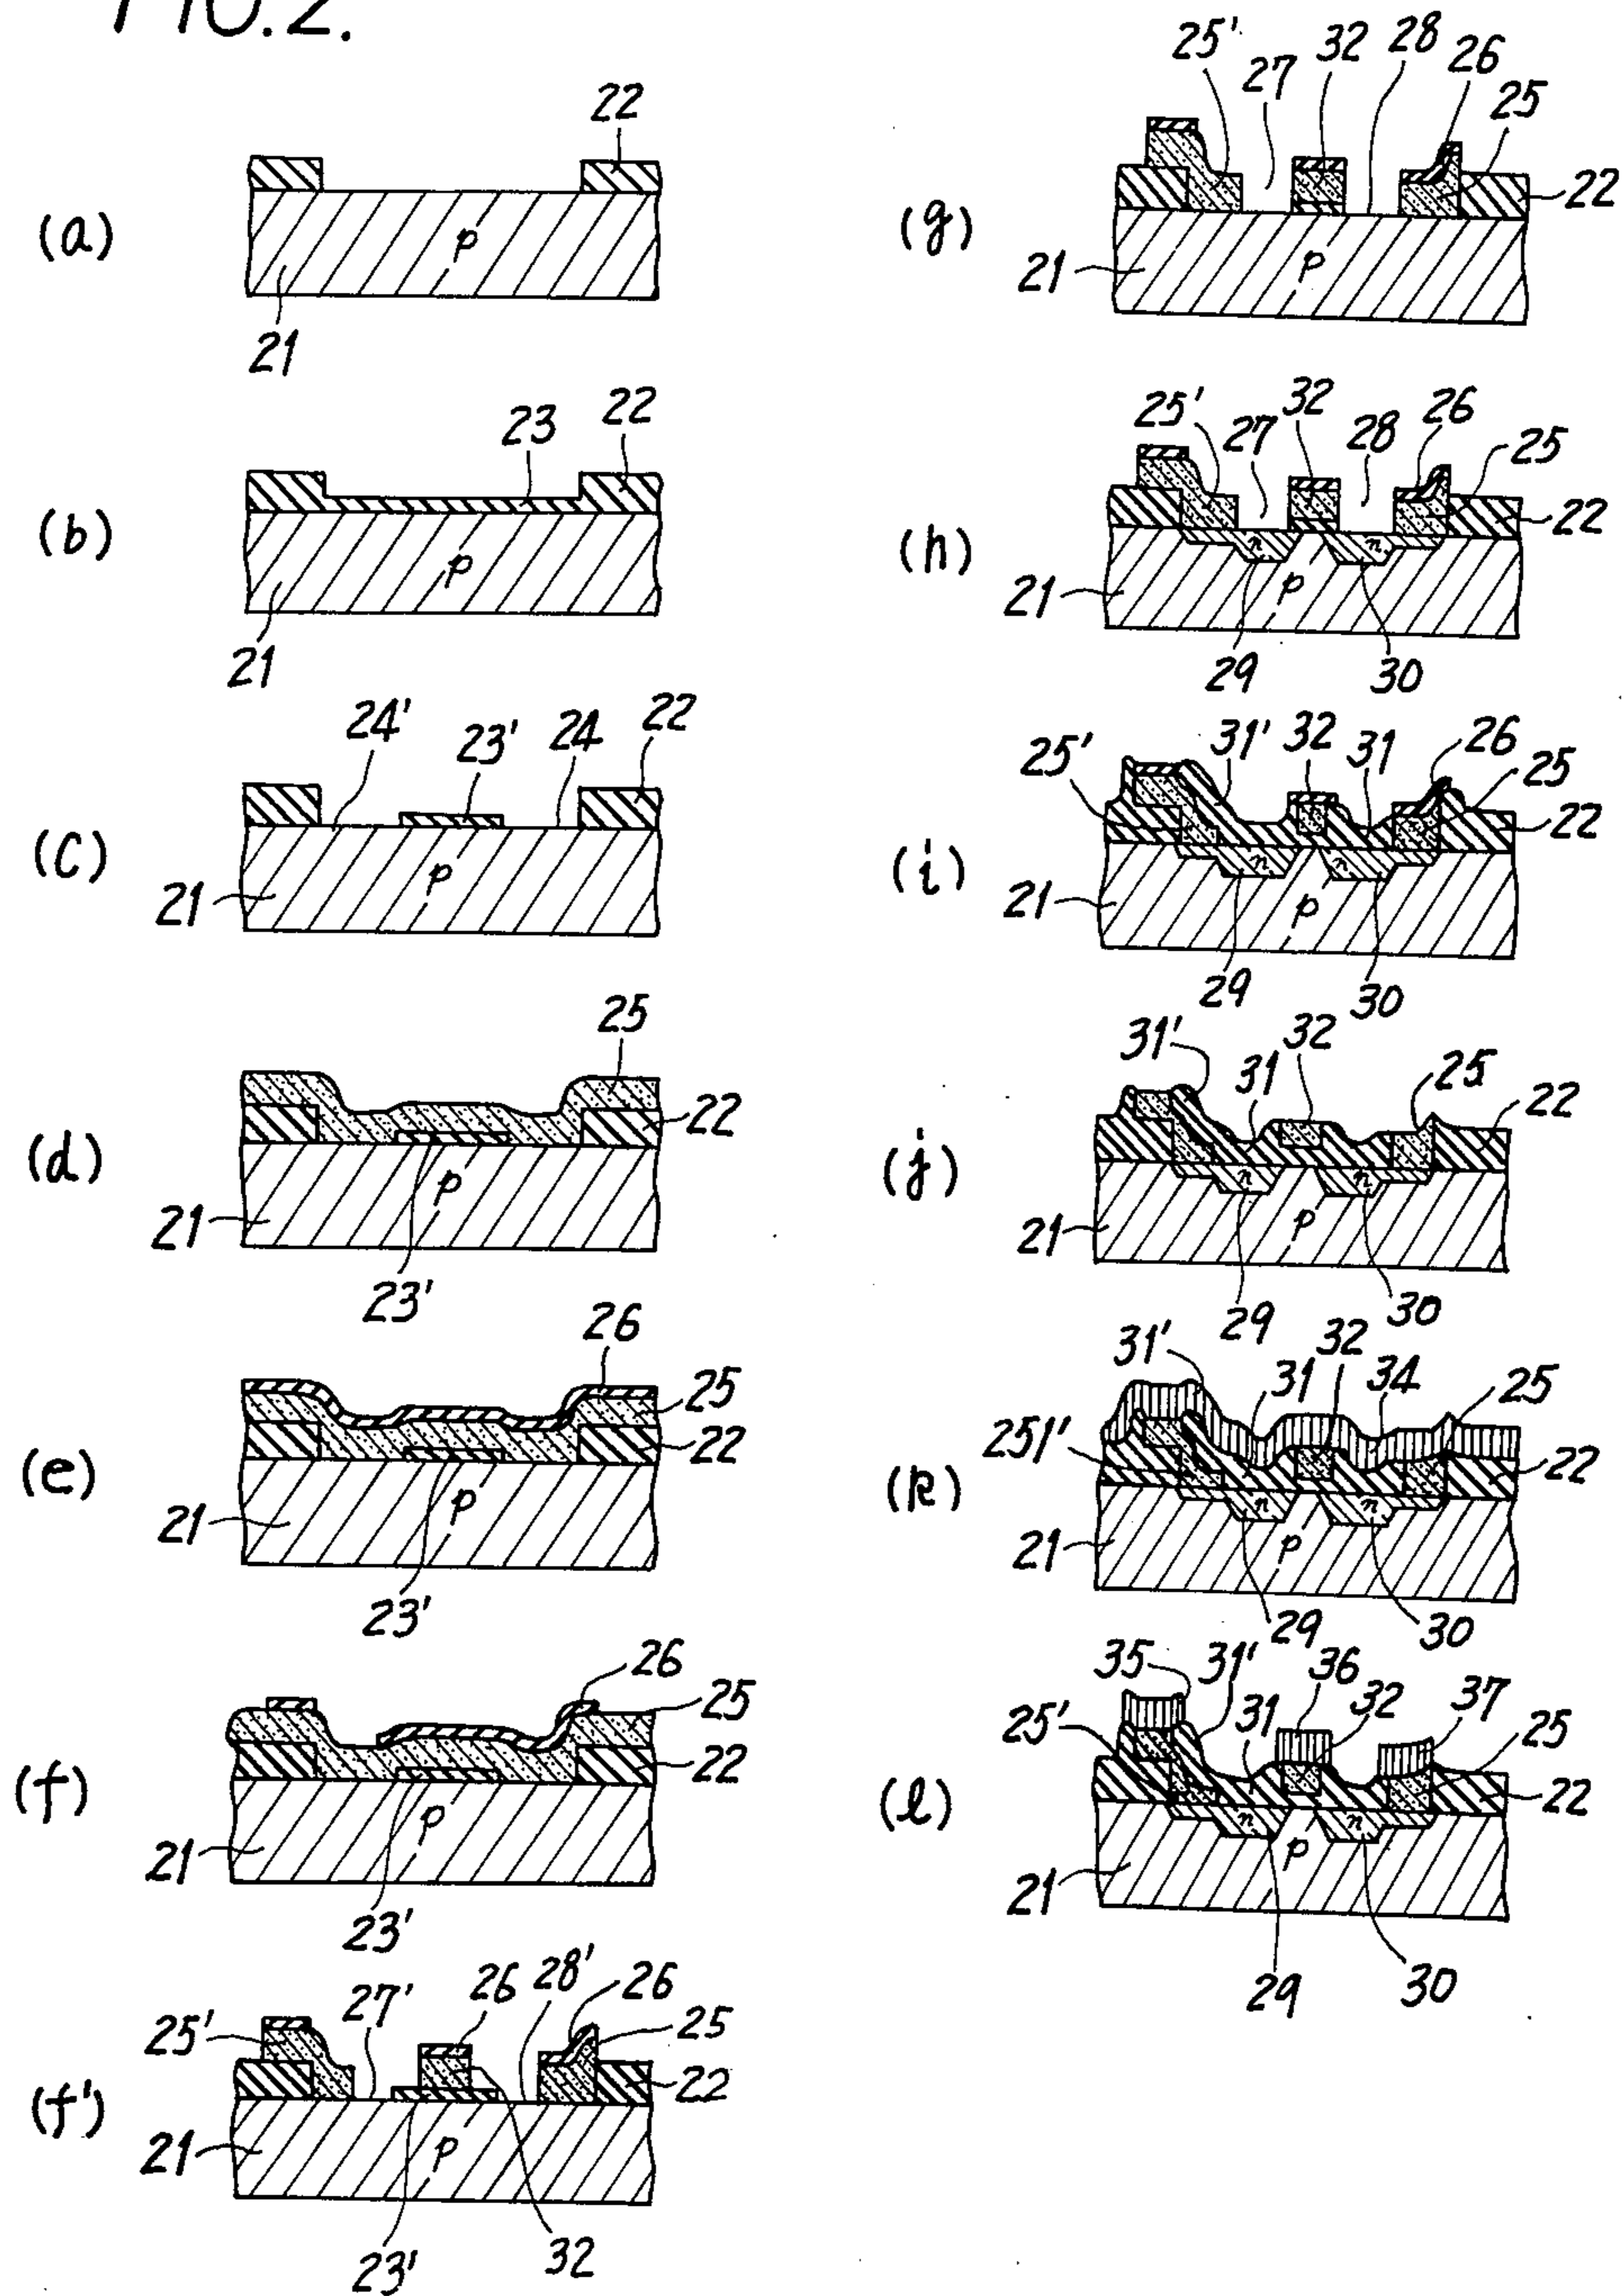 FIG. 2.
22
(a)
p
21
23
22
(b)
p
21
24' 23' 24 22
(c)
p
21
25
22
(d)
p
21
23'
26
25
22
(e)
p
21
23'
26
25
22
(f)
p
21
23'
27' 26 28' 26
25' 25
22
(f')
p
21
23' 32
25' 32 28 26
27 25
22
(g)
p
21
25' 32 26
27 28 25
22
(h)
n n
p
21
29 30
31' 32 31 26
25' 25
22
(i)
n n
p
21
29 30
31' 32
31 25 22
(j)
n n
p
21
29 30
31' 31 32 34 25
251'
22
(k)
n n
p
21
29 30
35 31' 36
25' 31 32 37 25
22
(l)
n n
p
21
29 30